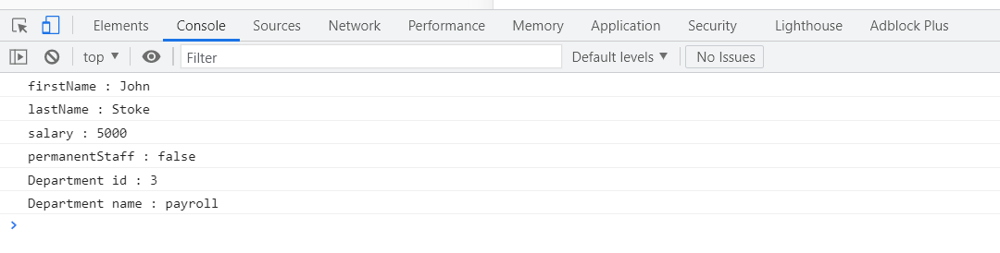 Elements Console Sources Network Performance Memory Application Security Lighthouse Adblock Plus
top Filter Default levels No Issues
firstName : John
lastName : Stoke
salary : 5000
permanentStaff : false
Department id : 3
Department name : payroll